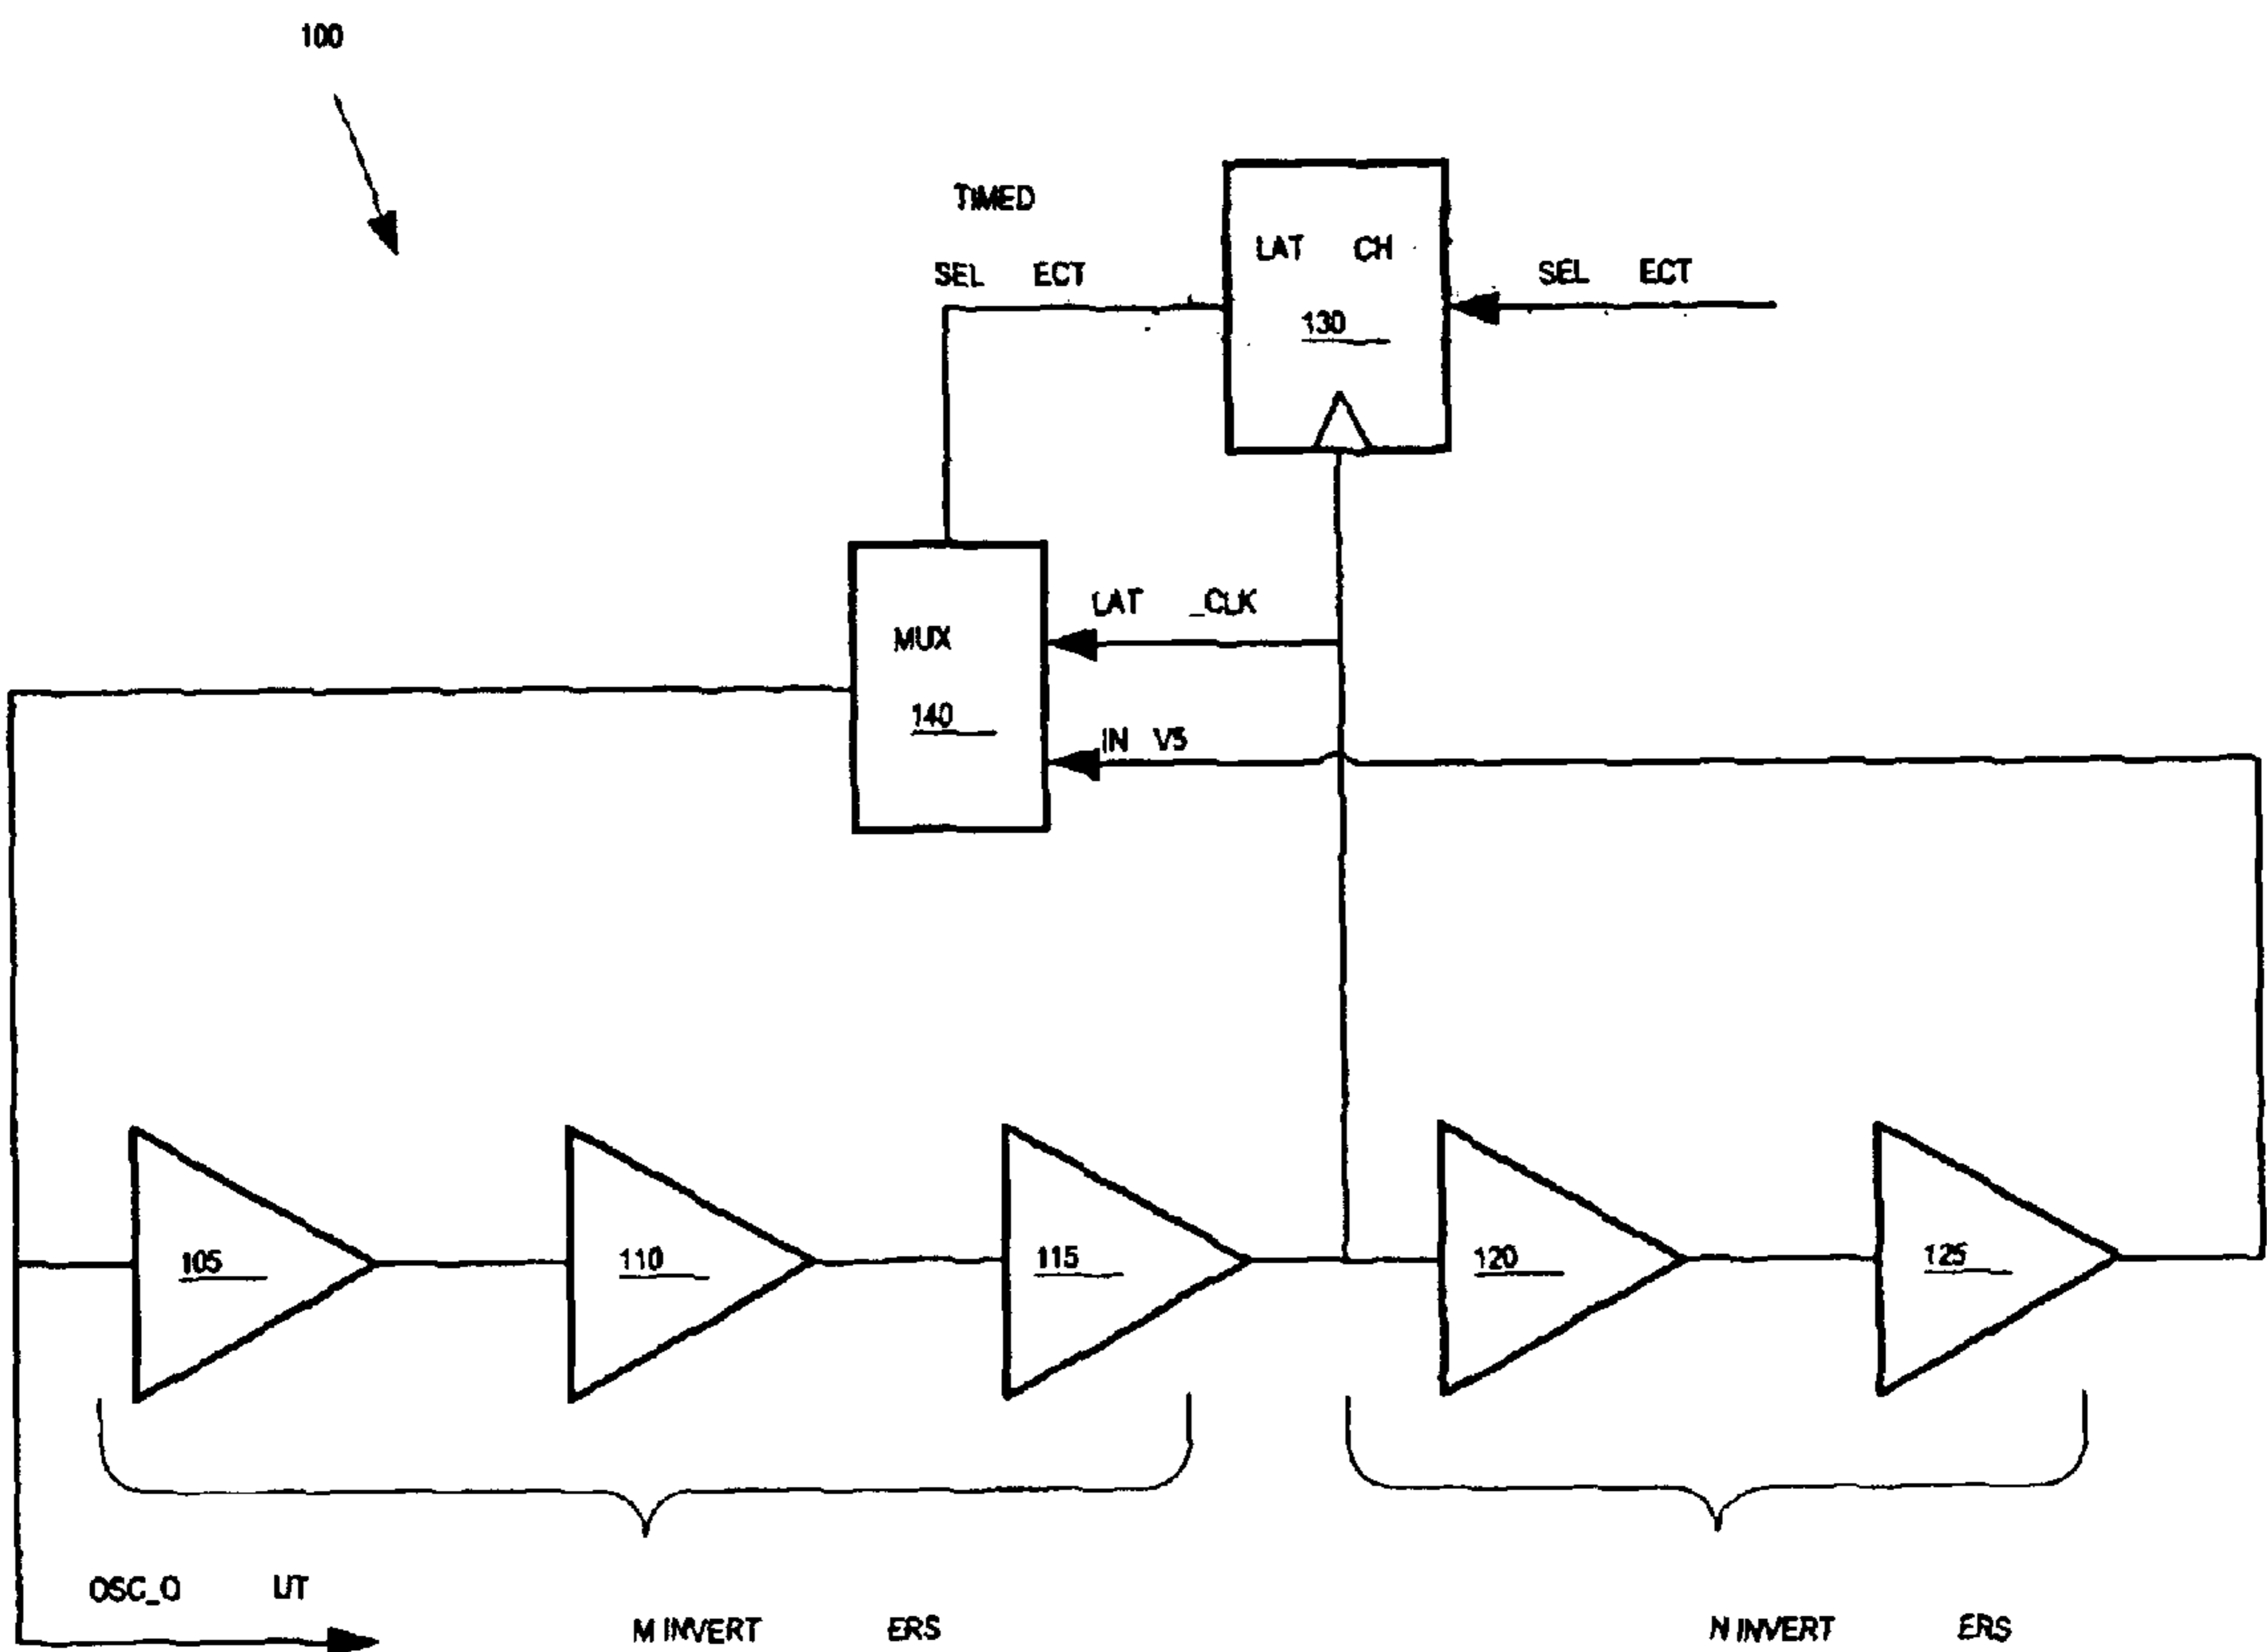 100
TIMED
SEL ECT
LAT CH
130
SEL ECT
LAT _CLK
MUX
140
IN V5
105
110
115
120
125
OSC_O UT
M INVERT ERS
N INVERT ERS